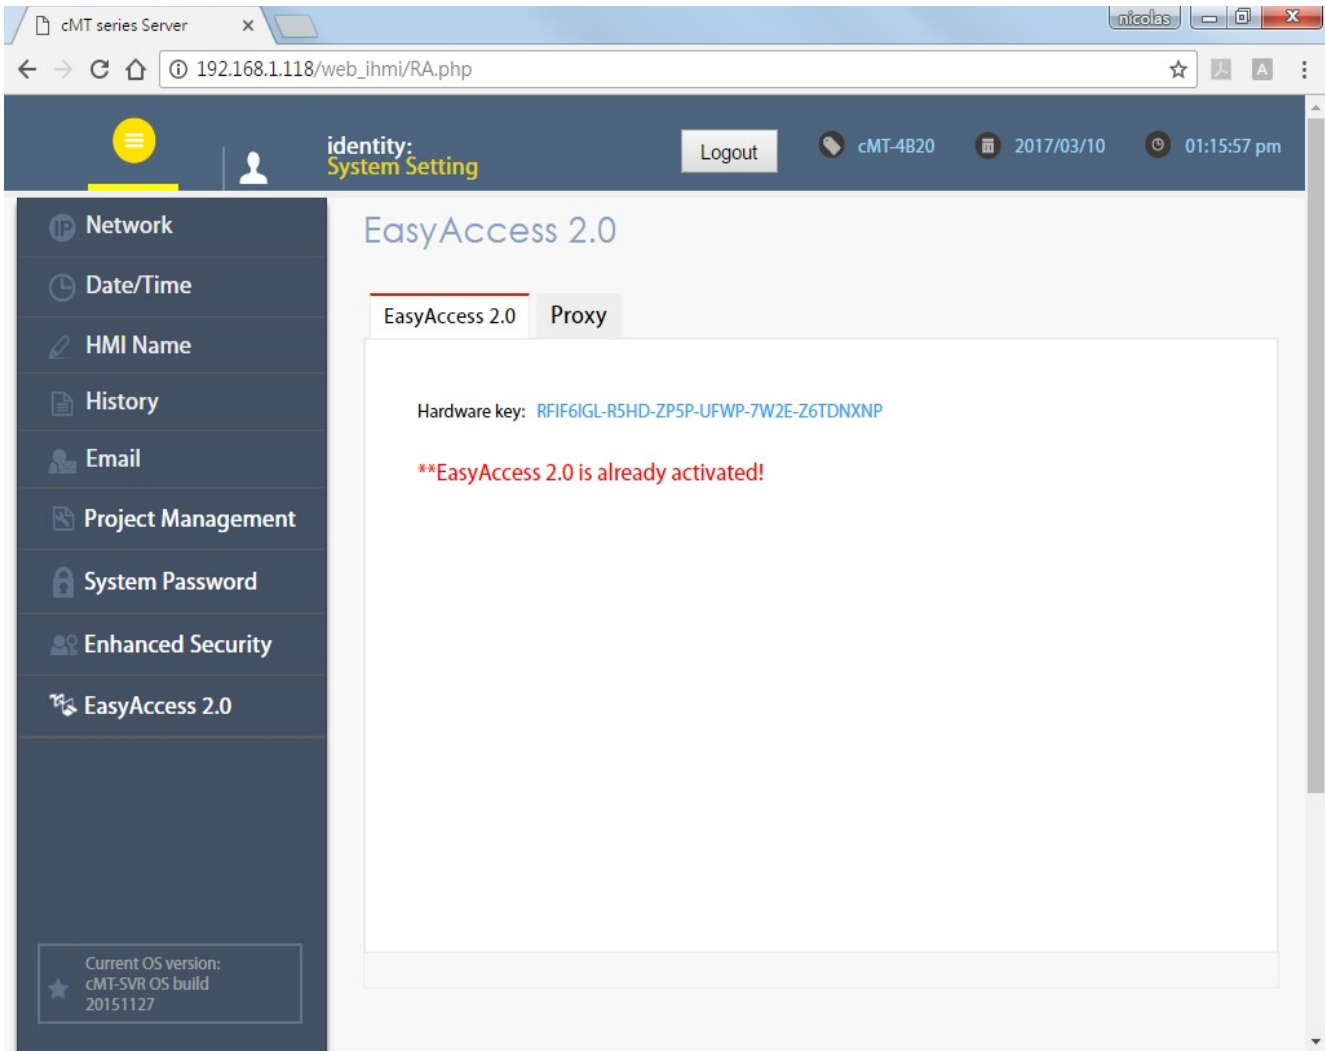 cMT series Server
nicolas
192.168.1.118/web_ihmi/RA.php
A
identity:
System Setting
Logout
cMT-4B20
2017/03/10
01:15:57 pm
IP
Network
Date/Time
HMI Name
History
Email
Project Management
System Password
Enhanced Security
EasyAccess 2.0
Current OS version:
cMT-SVR OS build
20151127
EasyAccess 2.0
EasyAccess 2.0
Proxy
Hardware key: RFIF6IGL-R5HD-ZP5P-UFWP-7W2E-Z6TDNXNP
**EasyAccess 2.0 is already activated!